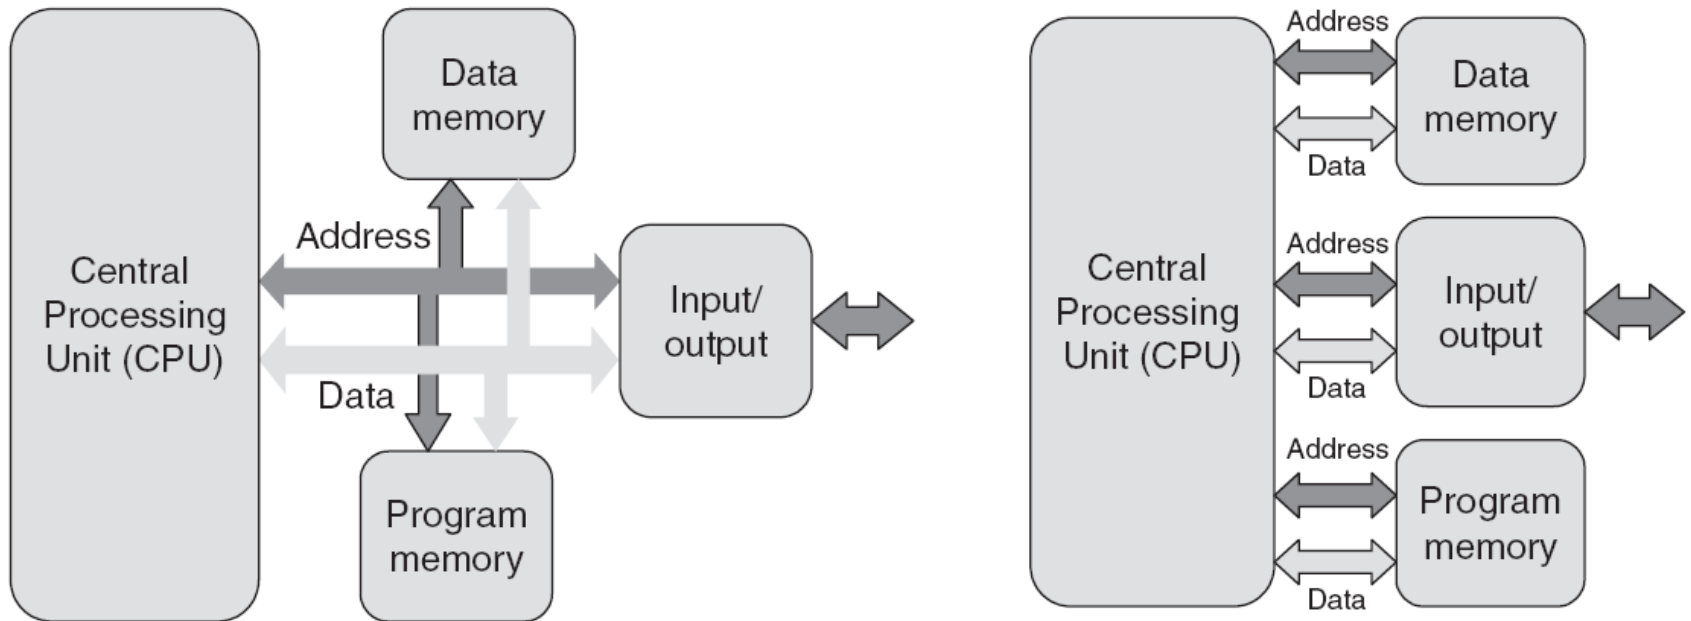 Data
memory
Address
Central
Processing
Unit (CPU)
Input/
output
Data
Program
memory
Address
Data
memory
Data
Central
Processing
Unit (CPU)
Address
Input/
output
Data
Address
Program
memory
Data